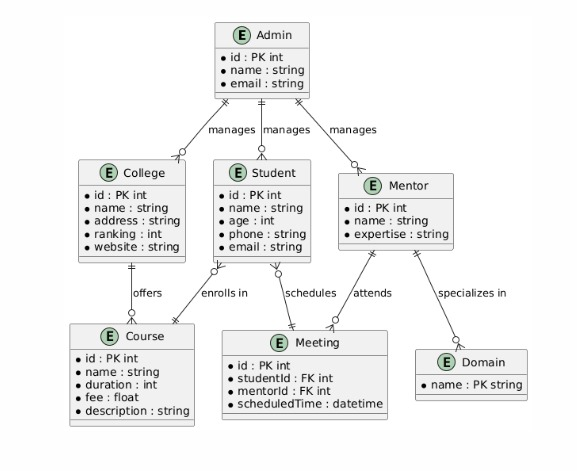 E Admin
id : PK int
name : string
email : string
manages
manages
manages
E College
id : PK int
name : string
address : string
ranking : int
website : string
E Student
id : PK int
name : string
age : int
phone : string
email : string
E Mentor
id : PK int
name : string
expertise : string
offers
enrolls in
schedules
attends
specializes in
E Course
id : PK int
name : string
duration : int
fee : float
description : string
E Meeting
id : PK int
studentId : FK int
mentorId : FK int
scheduledTime : datetime
E Domain
name : PK string